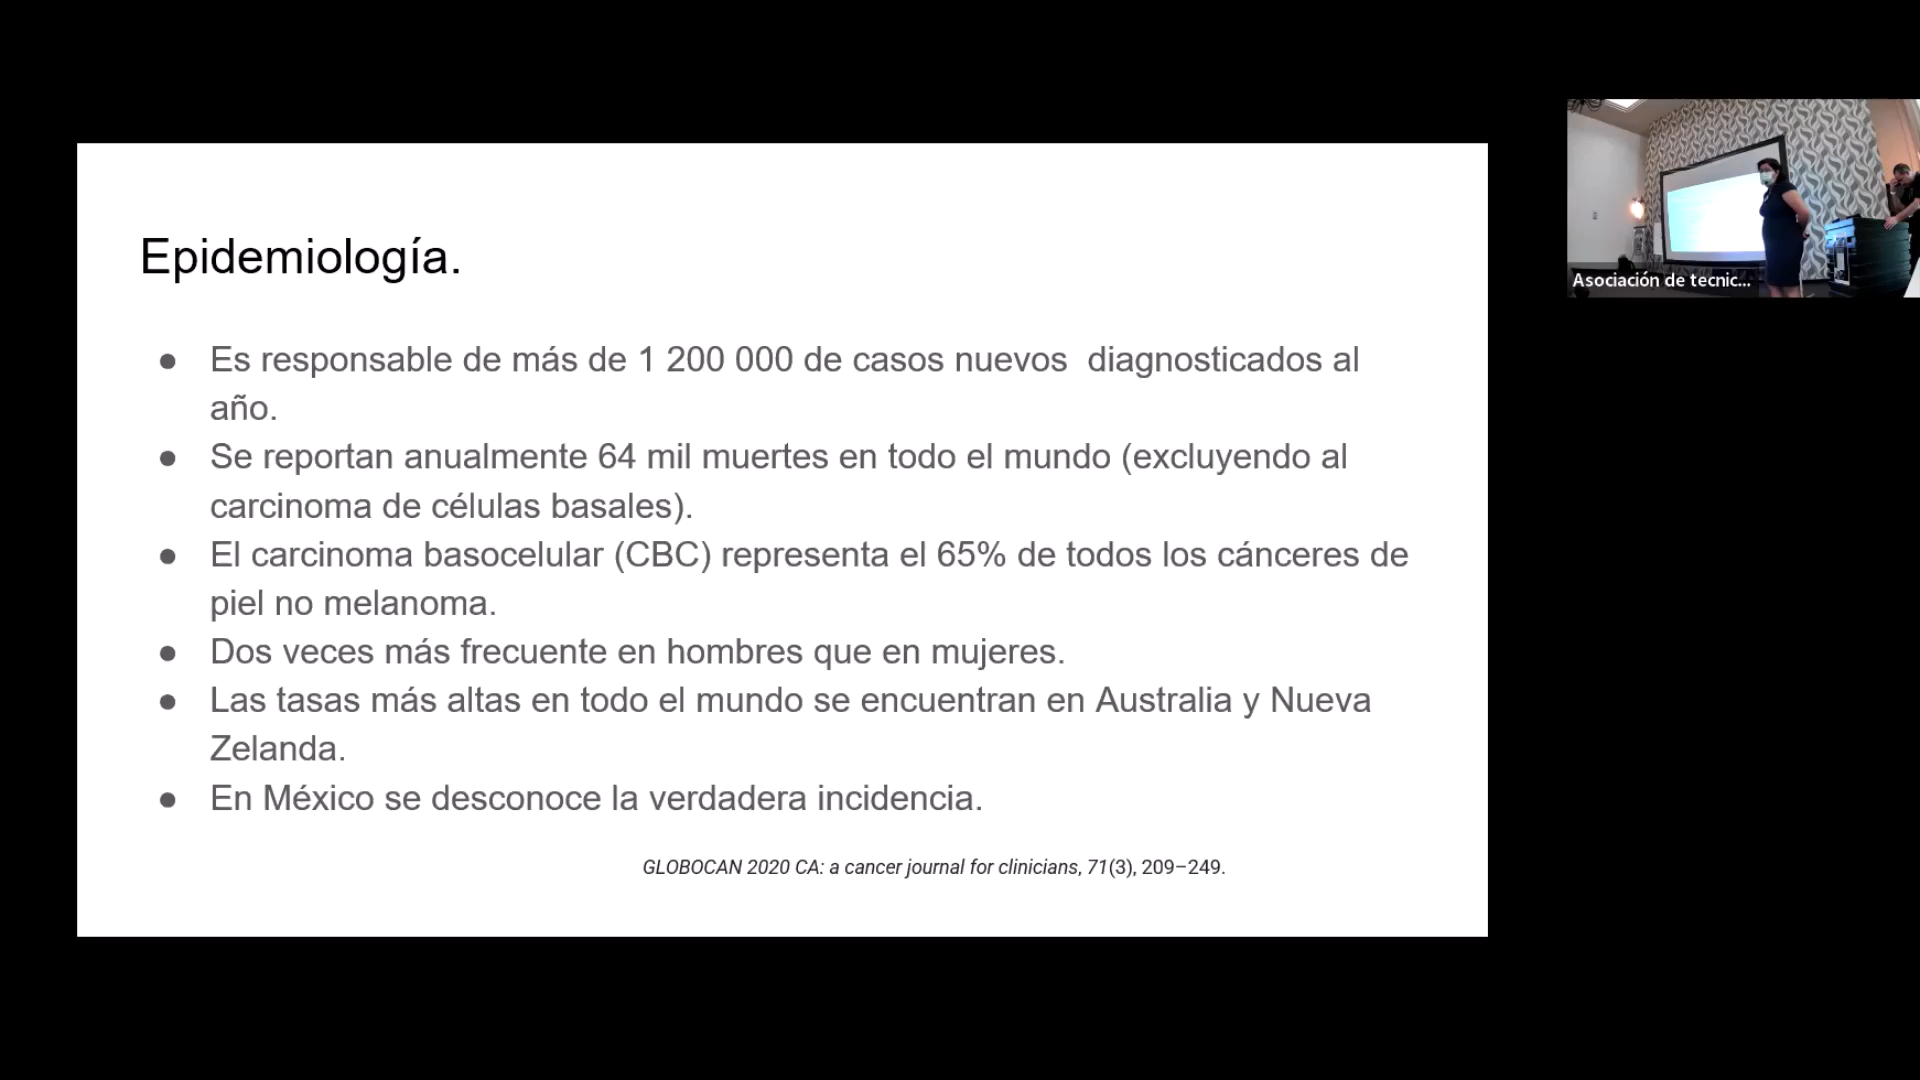 Epidemiología.
● Es responsable de más de 1 200 000 de casos nuevos  diagnosticados al
año.
● Se reportan anualmente 64 mil muertes en todo el mundo (excluyendo al
carcinoma de células basales).
● El carcinoma basocelular (CBC) representa el 65% de todos los cánceres de
piel no melanoma.
● Dos veces más frecuente en hombres que en mujeres.
● Las tasas más altas en todo el mundo se encuentran en Australia y Nueva
Zelanda.
● En México se desconoce la verdadera incidencia.
GLOBOCAN 2020 CA: a cancer journal for clinicians, 71(3), 209–249.
Asociación de tecnic...